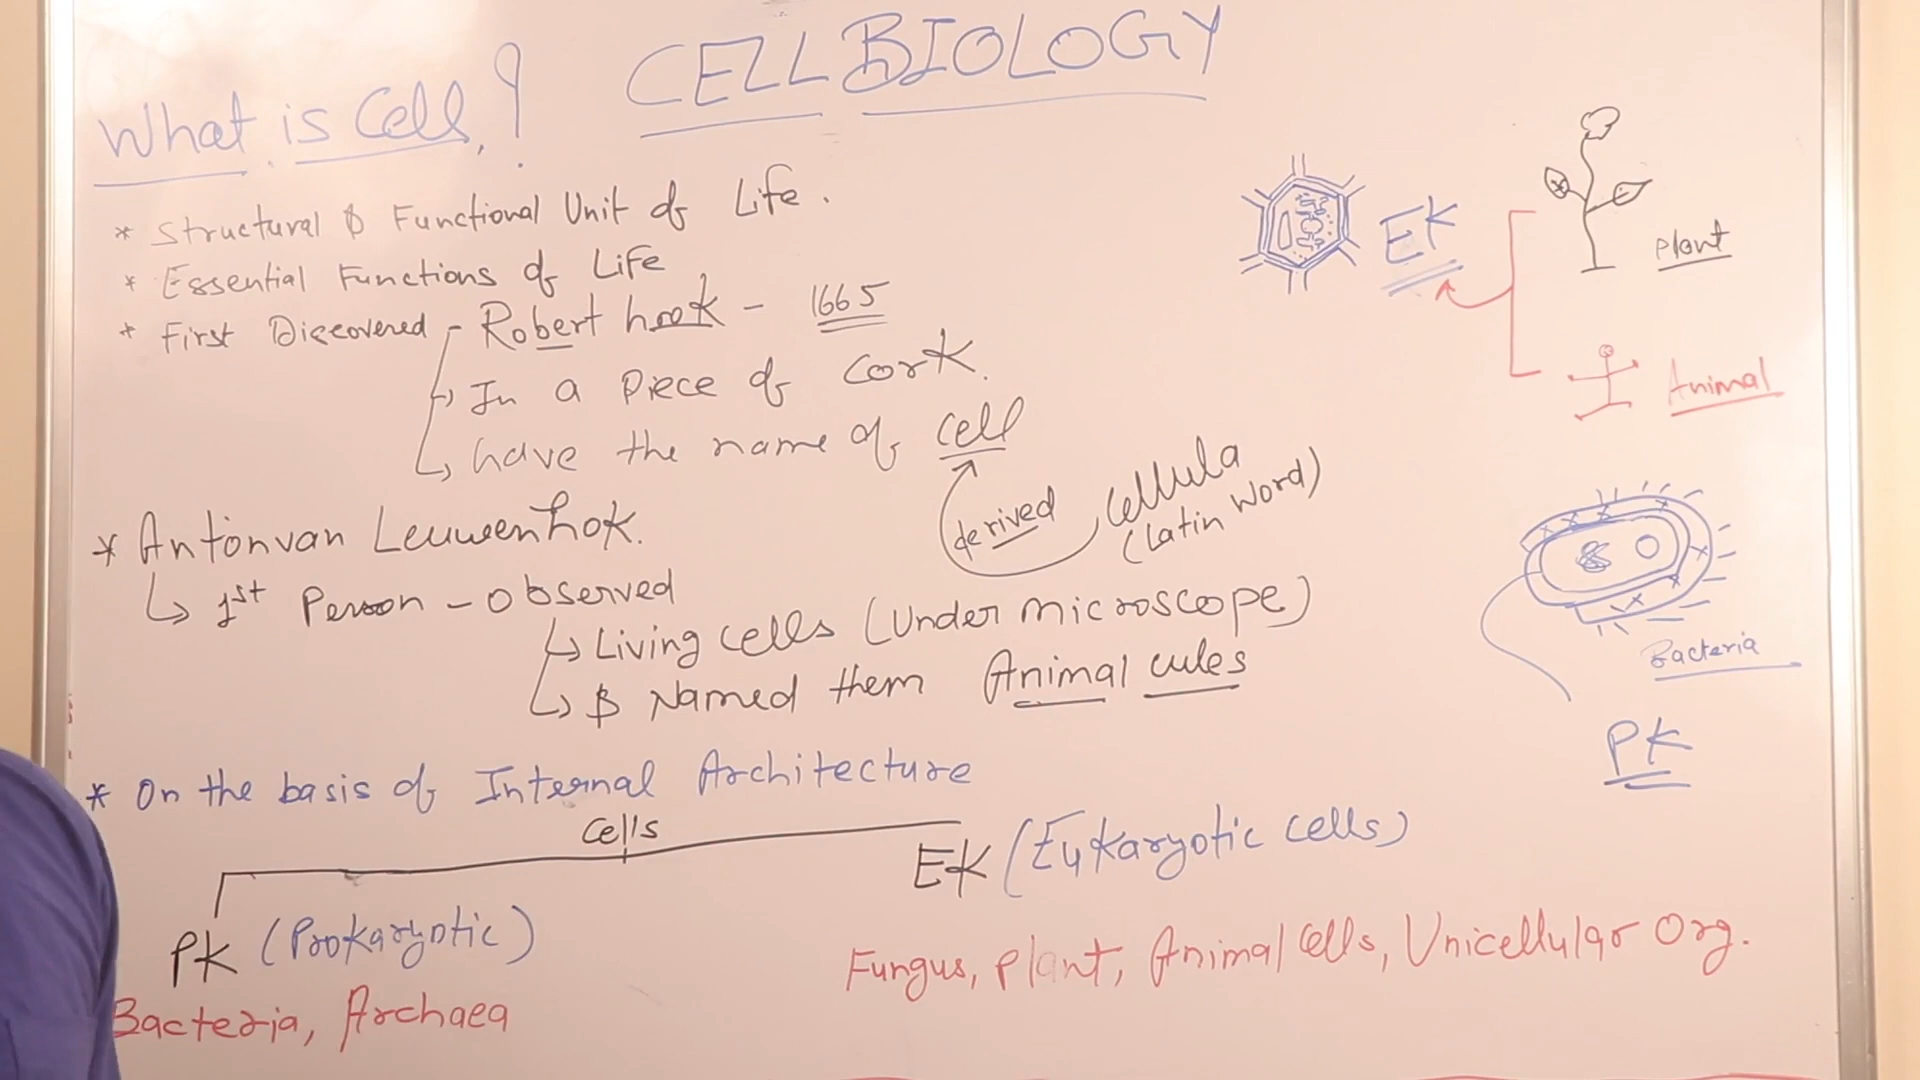 CELL BIOLOGY
What is Cell,?
* Structural & Functional Unit of Life.
* Essential Functions of Life
* First Discovered - Robert hook - 1665
In a Piece of Cork.
have the name of cell
derived Cellula
(Latin Word)
* Antonvan Leuwenhok.
1st Person - Observed
Living cells (Under microscope)
& Named them Animal cules
* On the basis of Internal Architecture
Cells
PK (Prokaryotic)
EK (Eukaryotic cells)
Bacteria, Archaea
Fungus, Plant, Animal Cells, Unicellular Org.
EK
Plant
Animal
Bacteria
PK